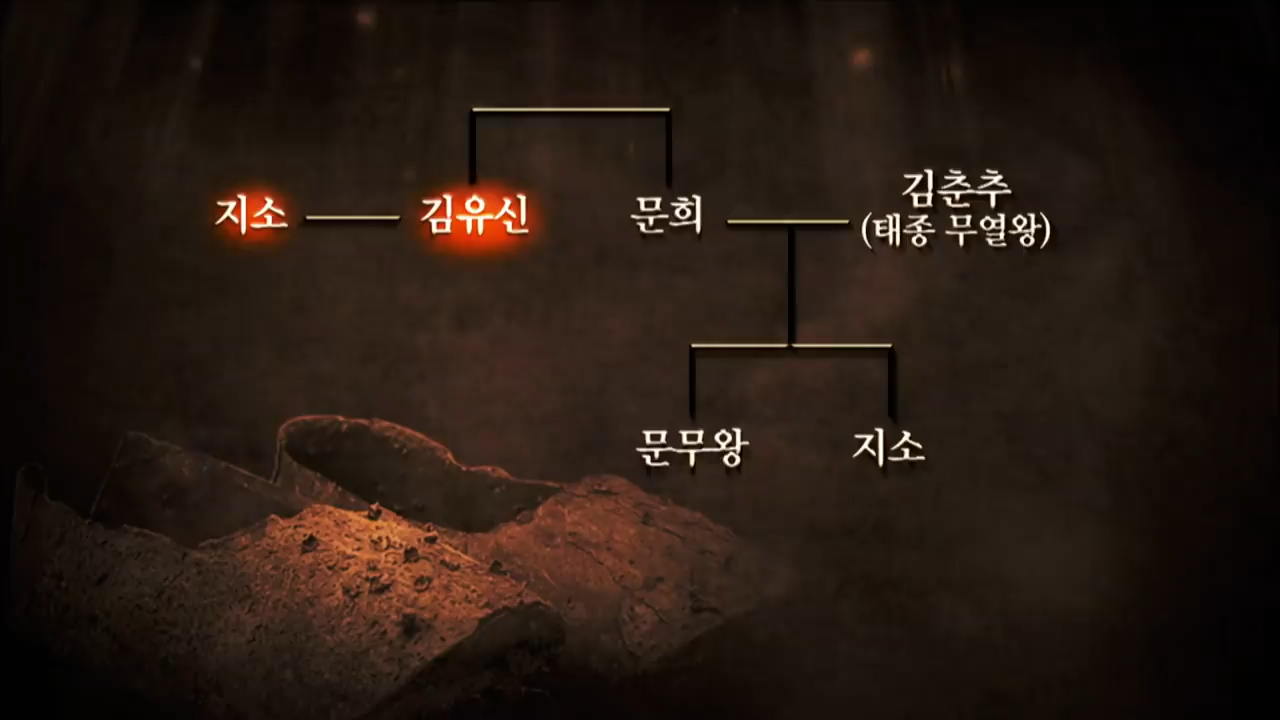 지소
김유신
문희
김춘추
(태종 무열왕)
문무왕
지소